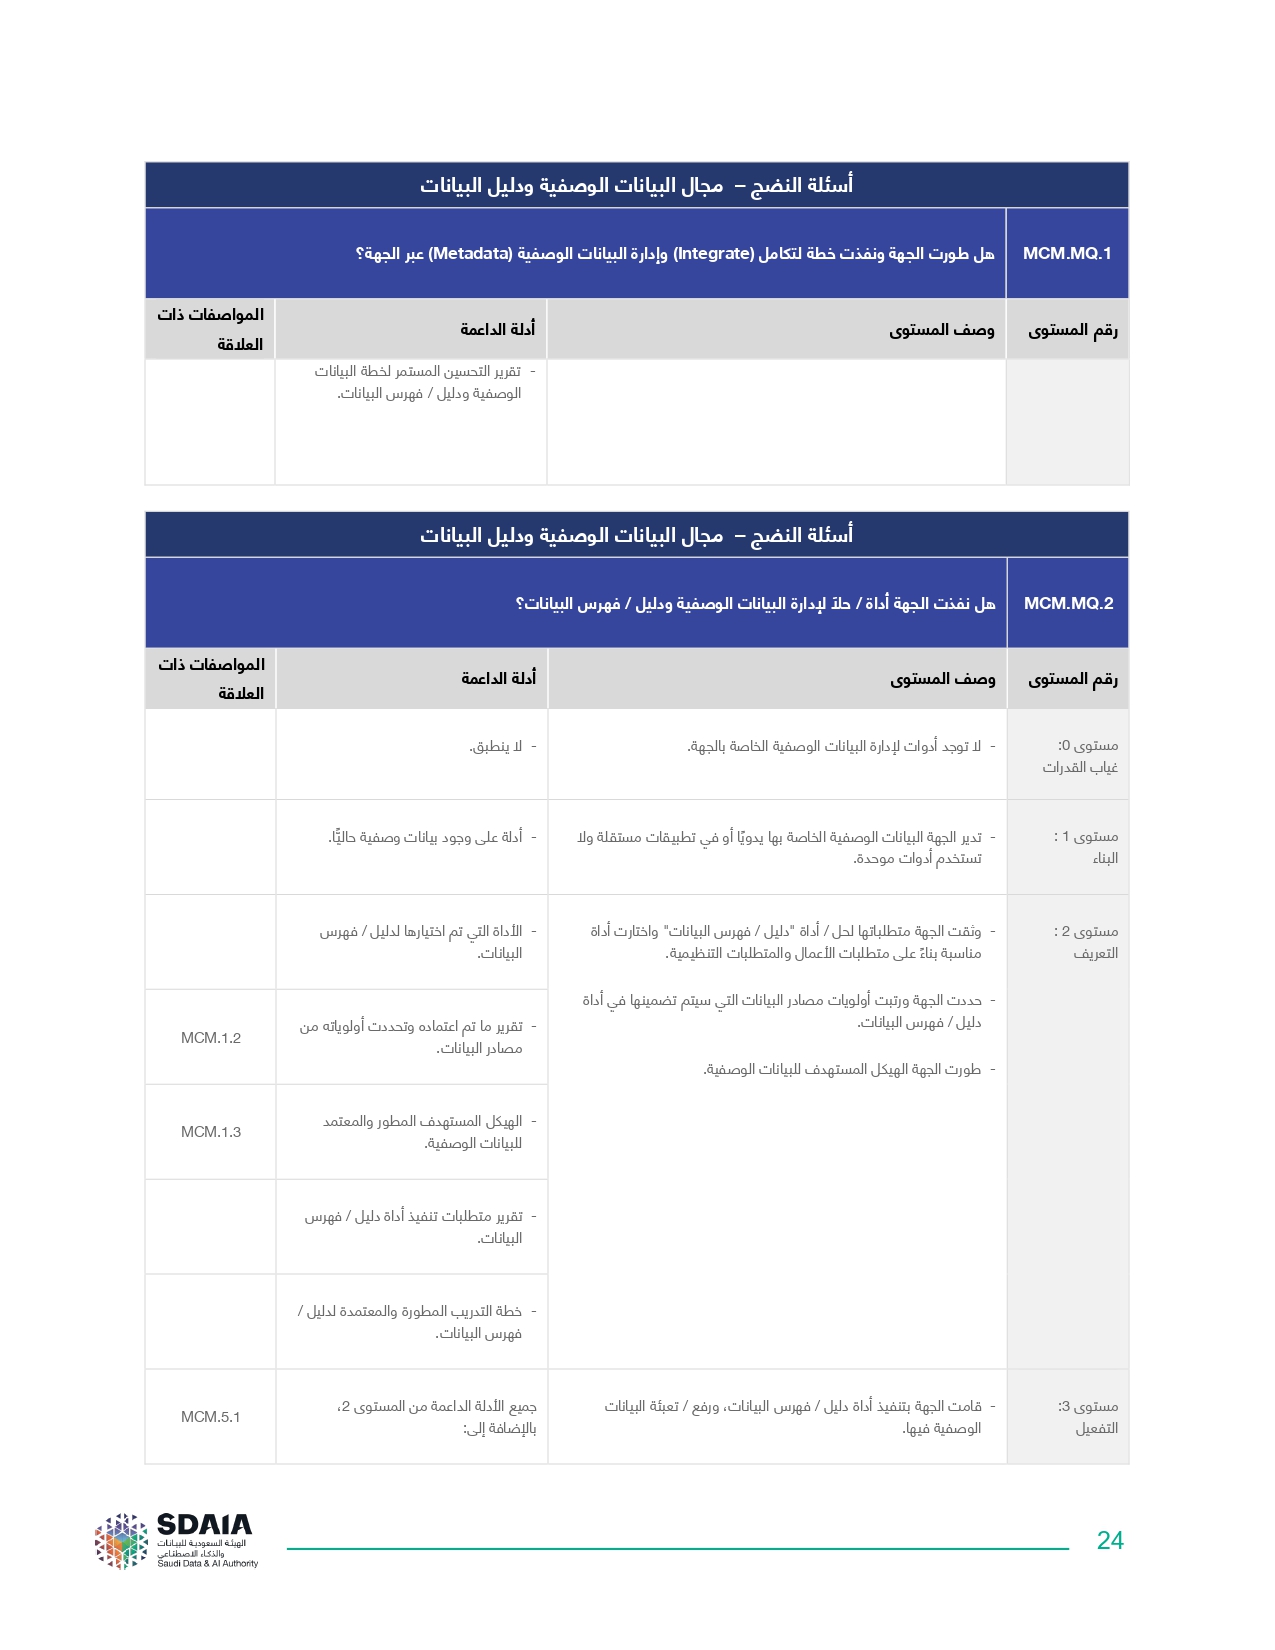 أسئلة النضج – مجال البيانات الوصفية ودليل البيانات
MCM.MQ.1
هل طورت الجهة ونفذت خطة لتكامل (Integrate) وإدارة البيانات الوصفية (Metadata) عبر الجهة؟
رقم المستوى
وصف المستوى
أدلة الداعمة
المواصفات ذات
العلاقة
- تقرير التحسين المستمر لخطة البيانات
الوصفية ودليل / فهرس البيانات.
أسئلة النضج – مجال البيانات الوصفية ودليل البيانات
MCM.MQ.2
هل نفذت الجهة أداة / حلاً لإدارة البيانات الوصفية ودليل / فهرس البيانات؟
رقم المستوى
وصف المستوى
أدلة الداعمة
المواصفات ذات
العلاقة
مستوى 0:
غياب القدرات
- لا توجد أدوات لإدارة البيانات الوصفية الخاصة بالجهة.
- لا ينطبق.
مستوى 1 :
البناء
- تدير الجهة البيانات الوصفية الخاصة بها يدويًا أو في تطبيقات مستقلة ولا
تستخدم أدوات موحدة.
- أدلة على وجود بيانات وصفية حاليًّا.
مستوى 2 :
التعريف
- وثقت الجهة متطلباتها لحل / أداة "دليل / فهرس البيانات" واختارت أداة
مناسبة بناءً على متطلبات الأعمال والمتطلبات التنظيمية.
- حددت الجهة ورتبت أولويات مصادر البيانات التي سيتم تضمينها في أداة
دليل / فهرس البيانات.
- طورت الجهة الهيكل المستهدف للبيانات الوصفية.
- الأداة التي تم اختيارها لدليل / فهرس
البيانات.
- تقرير ما تم اعتماده وتحددت أولوياته من
مصادر البيانات.
MCM.1.2
- الهيكل المستهدف المطور والمعتمد
للبيانات الوصفية.
MCM.1.3
- تقرير متطلبات تنفيذ أداة دليل / فهرس
البيانات.
- خطة التدريب المطورة والمعتمدة لدليل /
فهرس البيانات.
مستوى 3:
التفعيل
- قامت الجهة بتنفيذ أداة دليل / فهرس البيانات، ورفع / تعبئة البيانات
الوصفية فيها.
جميع الأدلة الداعمة من المستوى 2،
بالإضافة إلى:
MCM.5.1
SDAIA
الهيئة السعودية للبيانات
والذكاء الاصطناعي
Saudi Data & AI Authority
24